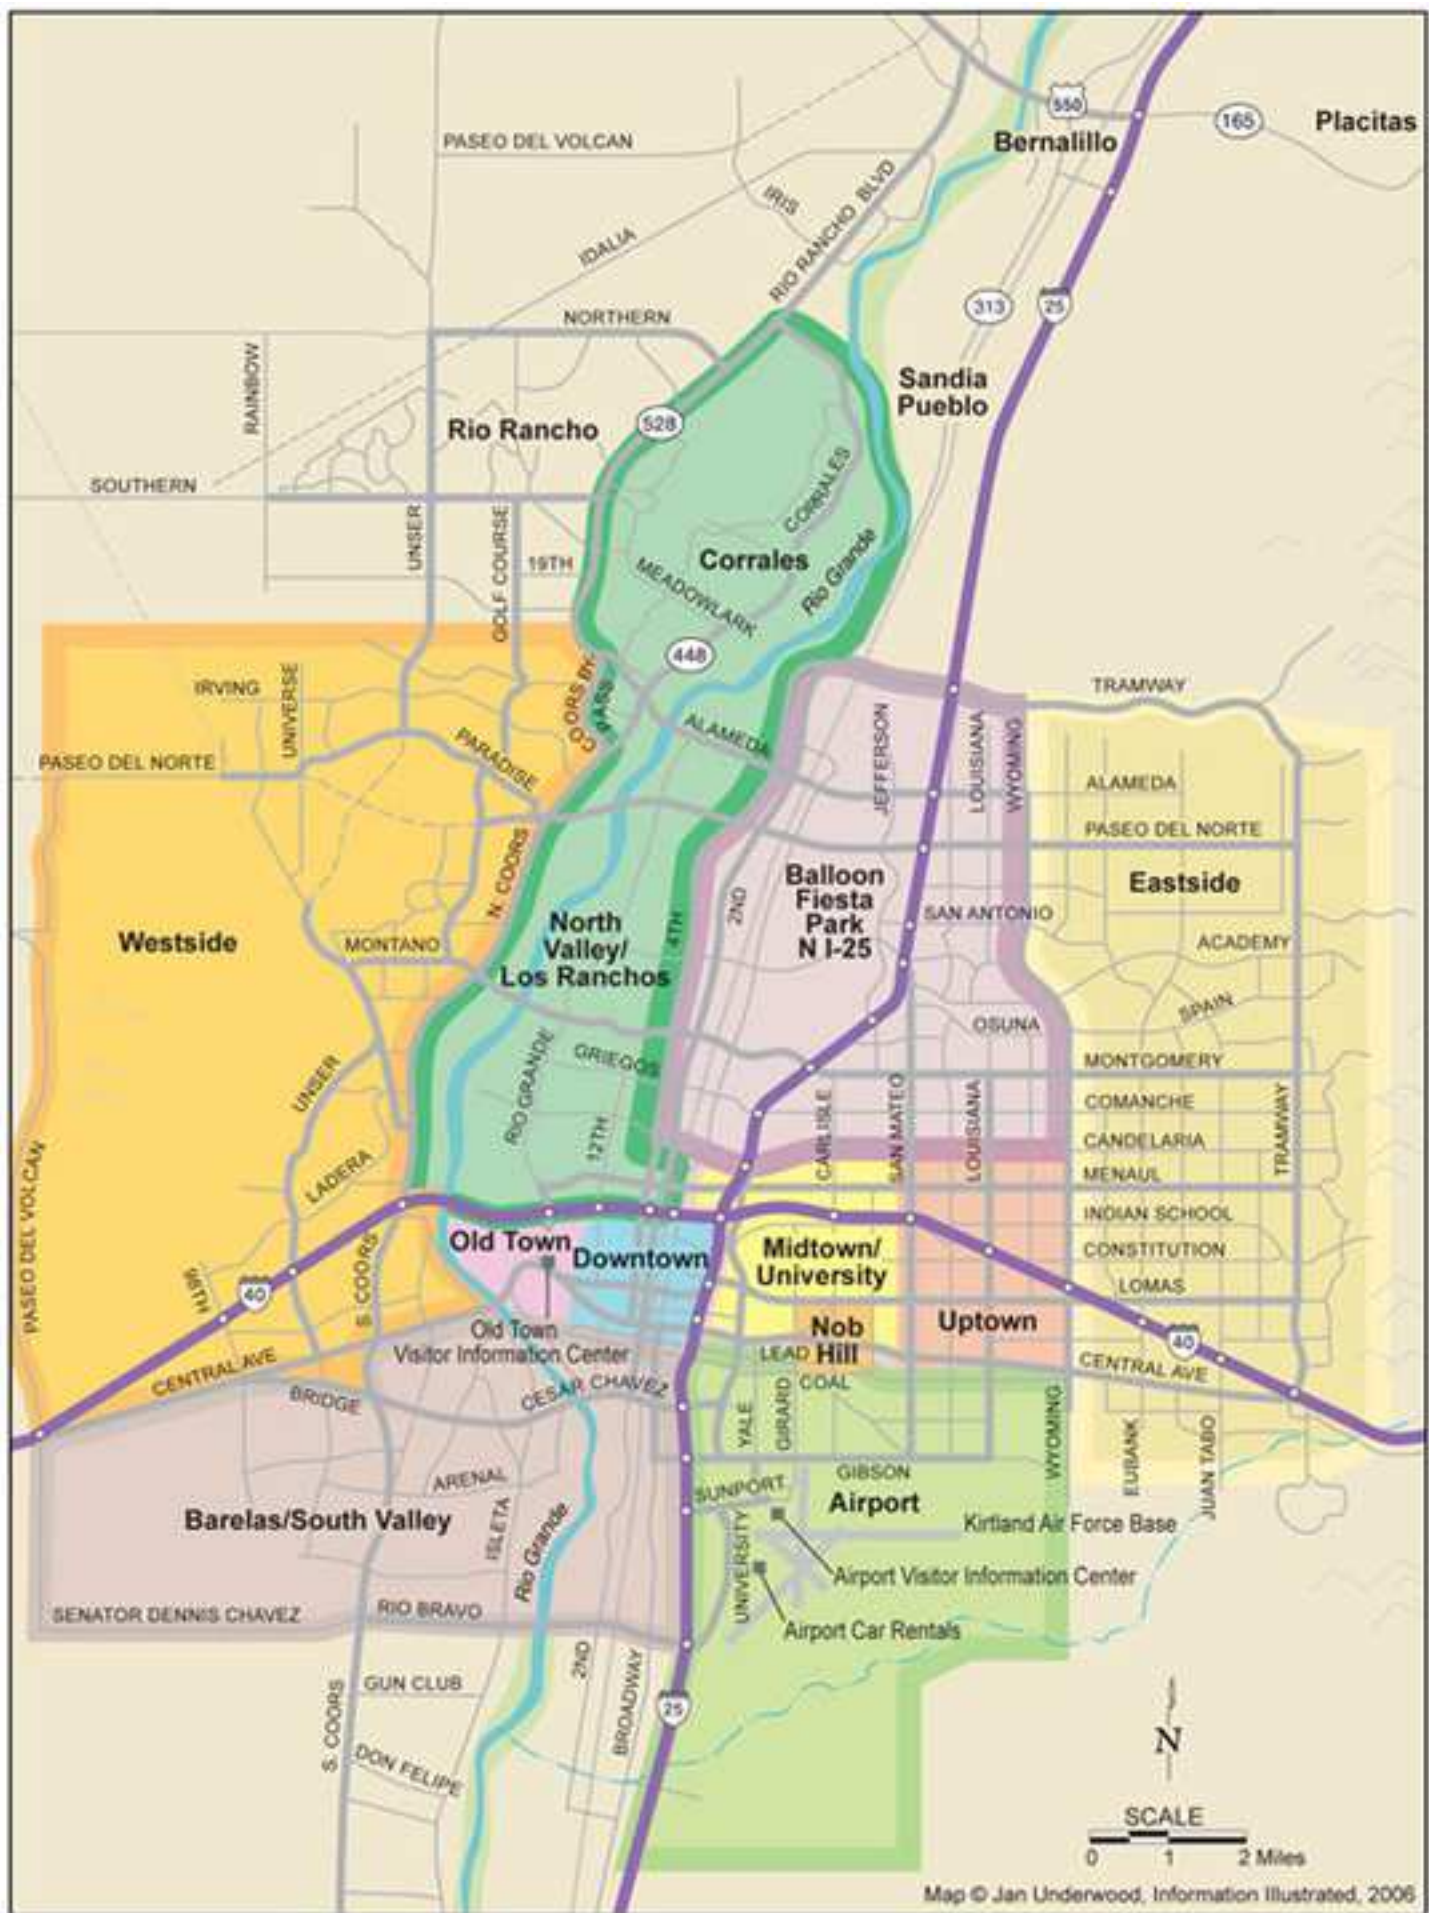 550
165
Placitas
Bernalillo
PASEO DEL VOLCAN
IRIS
RIO RANCHO BLVD
IDALIA
313
25
NORTHERN
RAINBOW
Sandia
Pueblo
528
Rio Rancho
SOUTHERN
CORRALES
UNSER
GOLF COURSE
19TH
Corrales
MEADOWLARK
Rio Grande
448
COORS BY-
PASS
IRVING
UNIVERSE
TRAMWAY
ALAMEDA
JEFFERSON
LOUISIANA
WYOMING
PARADISE
PASEO DEL NORTE
ALAMEDA
PASEO DEL NORTE
N. COORS
Balloon
Fiesta
Park
N I-25
Eastside
2ND
4TH
SAN ANTONIO
Westside
MONTANO
North
Valley/
Los Ranchos
ACADEMY
SPAIN
OSUNA
RIO GRANDE
GRIEGOS
MONTGOMERY
UNSER
COMANCHE
CARLISLE
SAN MATEO
LOUISIANA
12TH
CANDELARIA
TRAMWAY
MENAUL
LADERA
PASEO DEL VOLCAN
INDIAN SCHOOL
Old Town
Downtown
Midtown/
University
CONSTITUTION
98TH
40
S. COORS
LOMAS
Old Town
Visitor Information Center
Nob
Hill
Uptown
40
LEAD
CENTRAL AVE
CENTRAL AVE
COAL
BRIDGE
CESAR CHAVEZ
YALE
GIRARD
WYOMING
EUBANK
JUAN TABO
ARENAL
GIBSON
SUNPORT
Airport
Barelas/South Valley
ISLETA
Rio Grande
UNIVERSITY
Kirtland Air Force Base
Airport Visitor Information Center
SENATOR DENNIS CHAVEZ
RIO BRAVO
Airport Car Rentals
2ND
BROADWAY
GUN CLUB
S. COORS
25
DON FELIPE
N
SCALE
0 1 2 Miles
Map © Jan Underwood, Information Illustrated, 2006